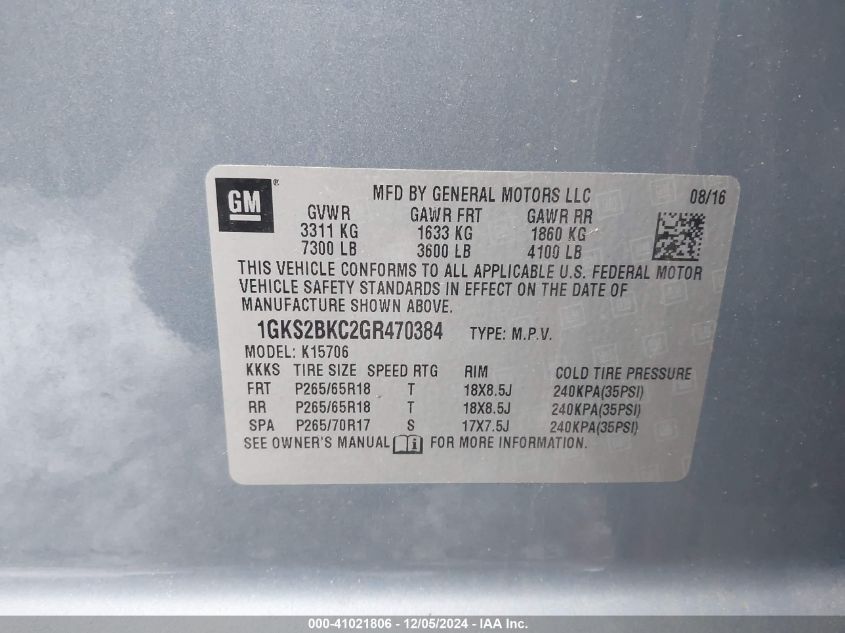 GM ®
MFD BY GENERAL MOTORS LLC 08/16
GVWR GAWR FRT GAWR RR
3311 KG 1633 KG 1860 KG
7300 LB 3600 LB 4100 LB
THIS VEHICLE CONFORMS TO ALL APPLICABLE U.S. FEDERAL MOTOR
VEHICLE SAFETY STANDARDS IN EFFECT ON THE DATE OF
MANUFACTURE SHOWN ABOVE.
1GKS2BKC2GR470384 TYPE: M.P.V.
MODEL: K15706
KKKS TIRE SIZE SPEED RTG RIM COLD TIRE PRESSURE
FRT P265/65R18 T 18X8.5J 240KPA(35PSI)
RR P265/65R18 T 18X8.5J 240KPA(35PSI)
SPA P265/70R17 S 17X7.5J 240KPA(35PSI)
SEE OWNER'S MANUAL i FOR MORE INFORMATION.
000-41021806 - 12/05/2024 - IAA Inc.